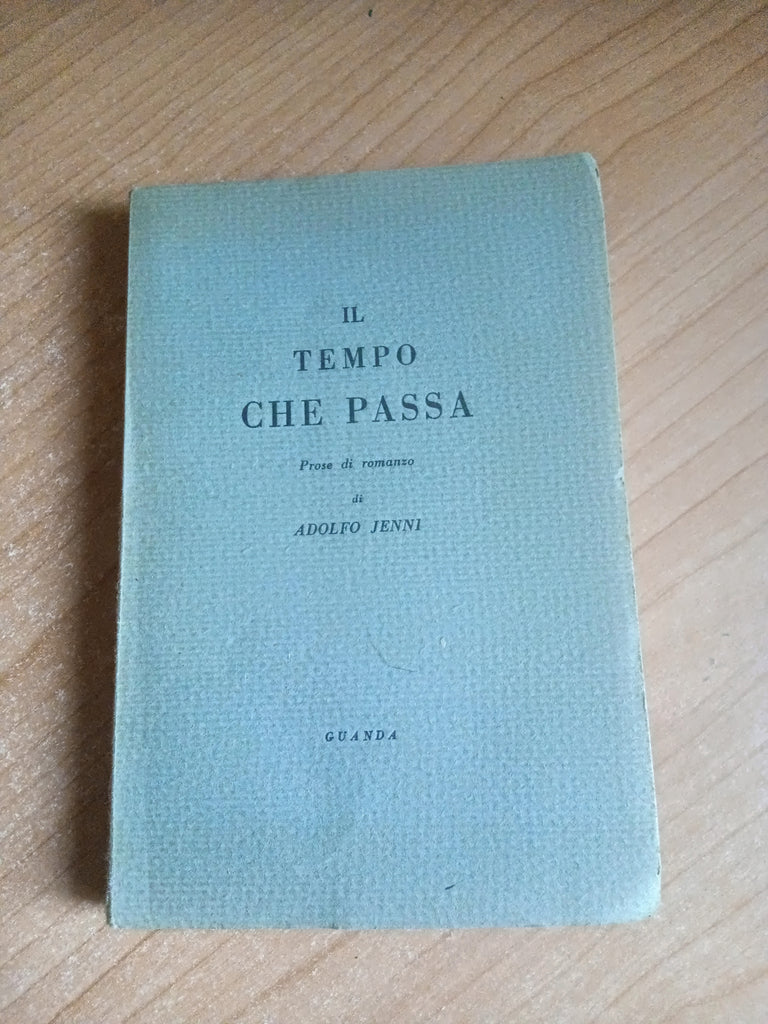 IL
TEMPO
CHE PASSA
Prose di romanzo
di
ADOLFO JENNI
GUANDA